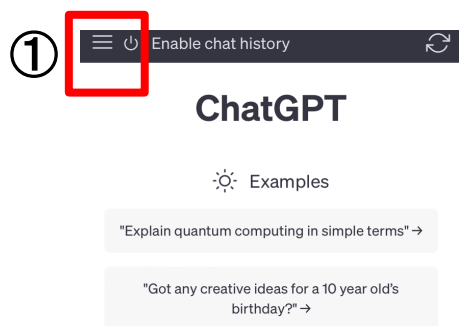 ①
Enable chat history
ChatGPT
Examples
"Explain quantum computing in simple terms" →
"Got any creative ideas for a 10 year old’s
birthday?" →